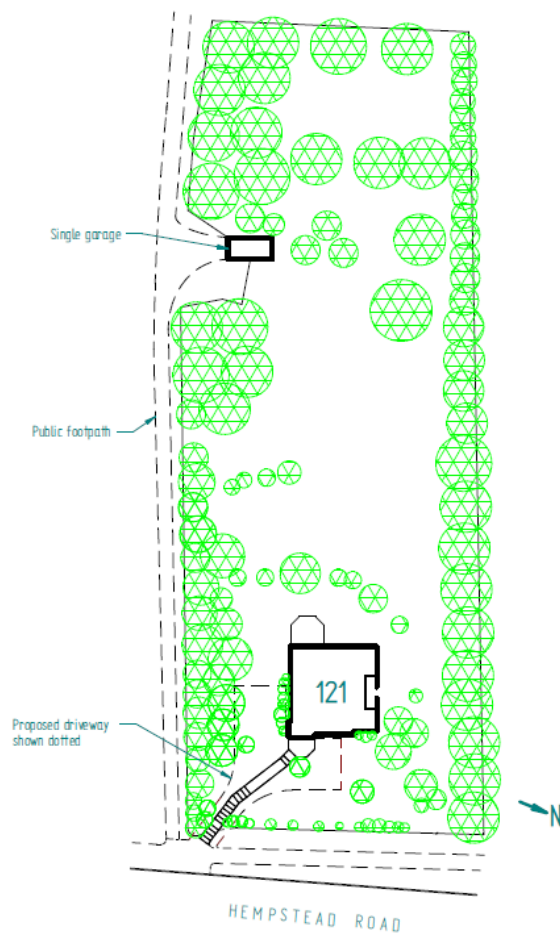 Single garage
Public footpath
121
Proposed driveway
shown dotted
N
HEMPSTEAD ROAD